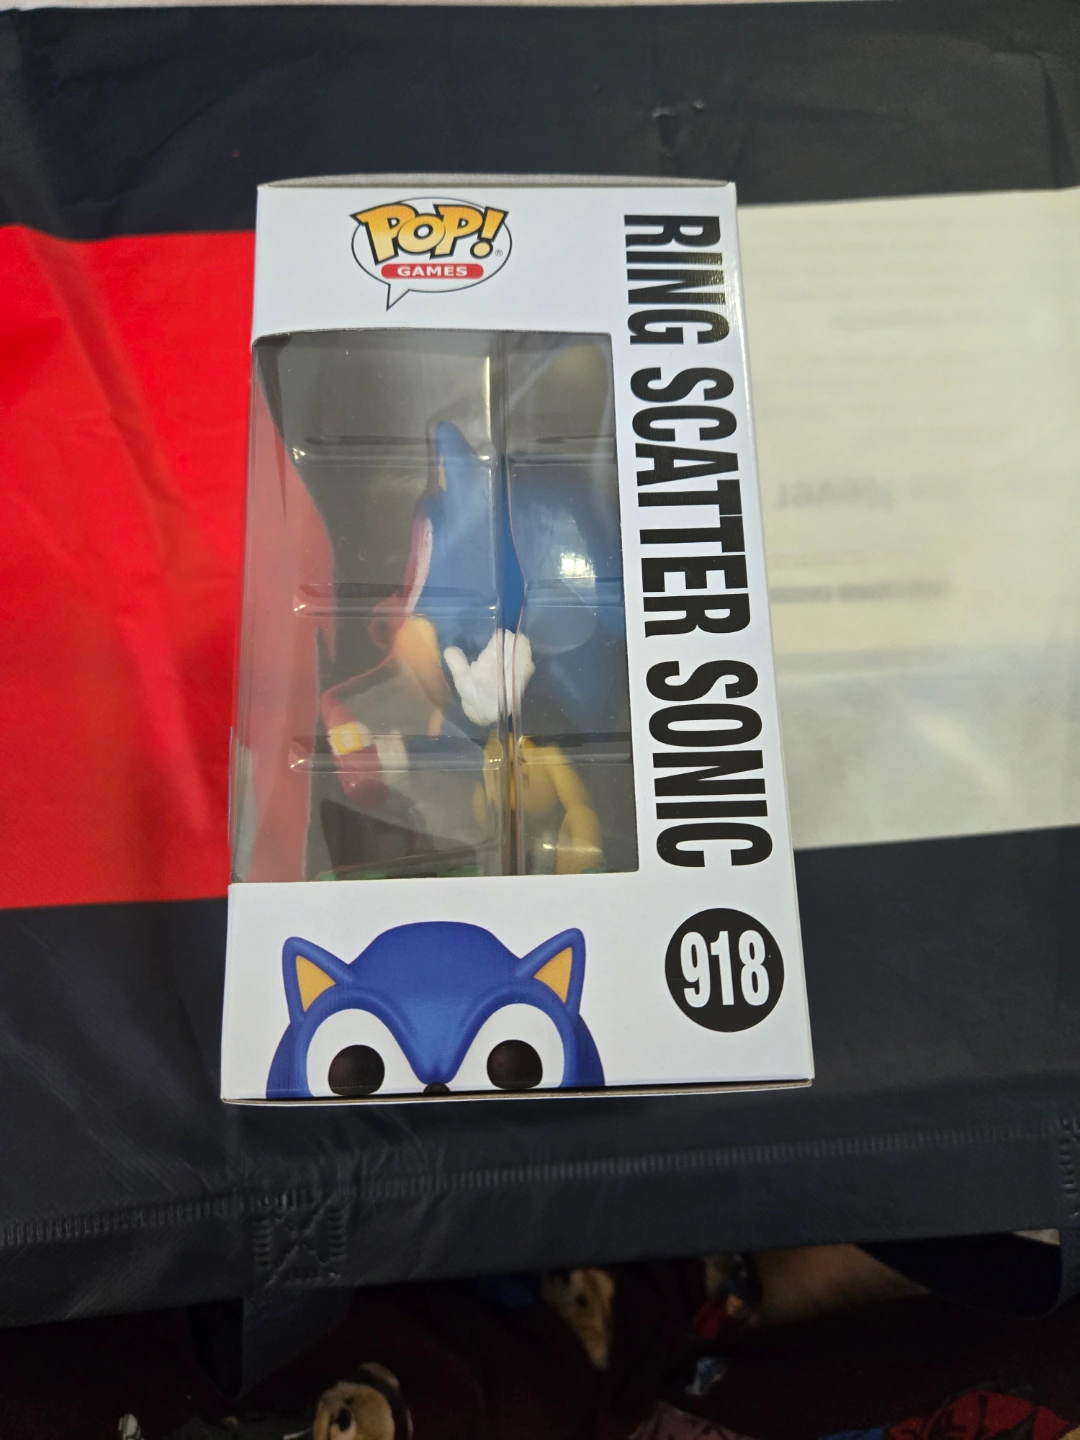 POP!
GAMES
RING SCATTER SONIC
918